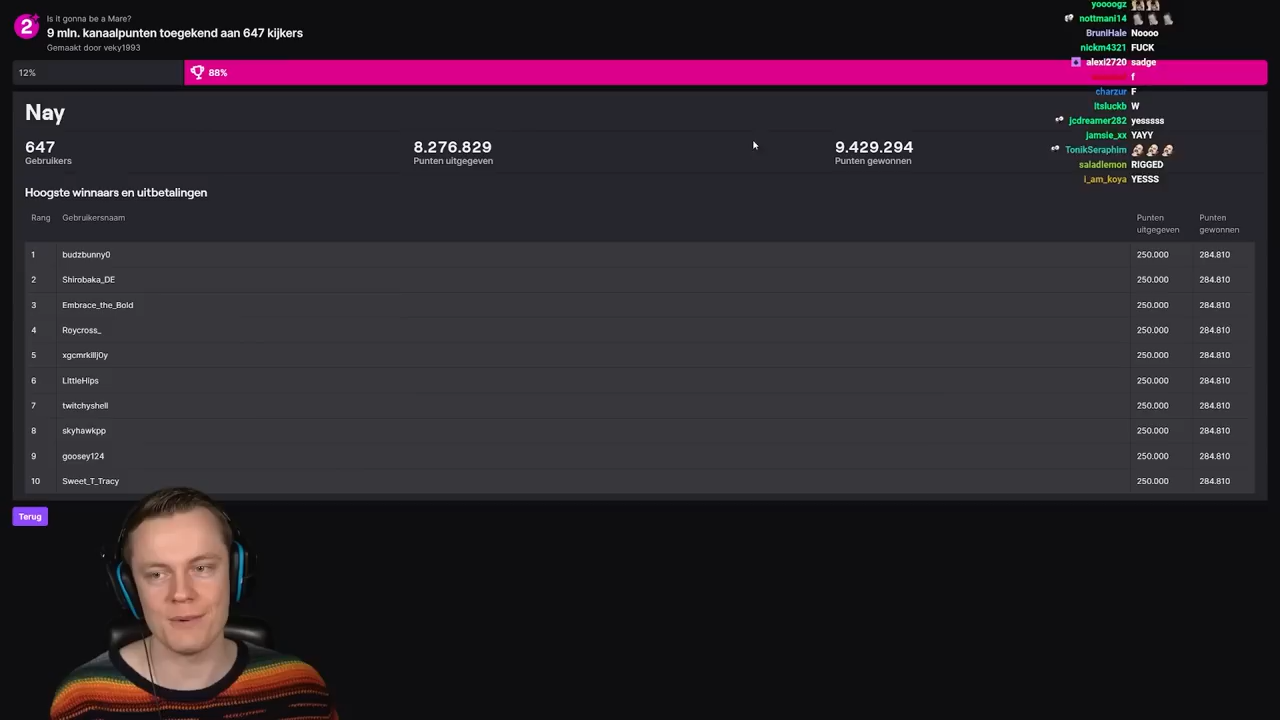 2
Is it gonna be a Mare?
9 mln. kanaalpunten toegekend aan 647 kijkers
Gemaakt door veky1993
12%
88%
Nay
647
Gebruikers
8.276.829
Punten uitgegeven
9.429.294
Punten gewonnen
Hoogste winnaars en uitbetalingen
Rang Gebruikersnaam Punten uitgegeven Punten gewonnen
1 budzbunny0 250.000 284.810
2 Shirobaka_DE 250.000 284.810
3 Embrace_the_Bold 250.000 284.810
4 Roycross_ 250.000 284.810
5 xgcmrkillj0y 250.000 284.810
6 LittleHips 250.000 284.810
7 twitchyshell 250.000 284.810
8 skyhawkpp 250.000 284.810
9 goosey124 250.000 284.810
10 Sweet_T_Tracy 250.000 284.810
Terug
yoooogz
nottmani14
BruniHale Noooo
nickm4321 FUCK
alexi2720 sadge
f
charzur F
itsluckb W
jcdreamer282 yesssss
jamsie_xx YAYY
TonikSeraphim
saladlemon RIGGED
i_am_koya YESSS